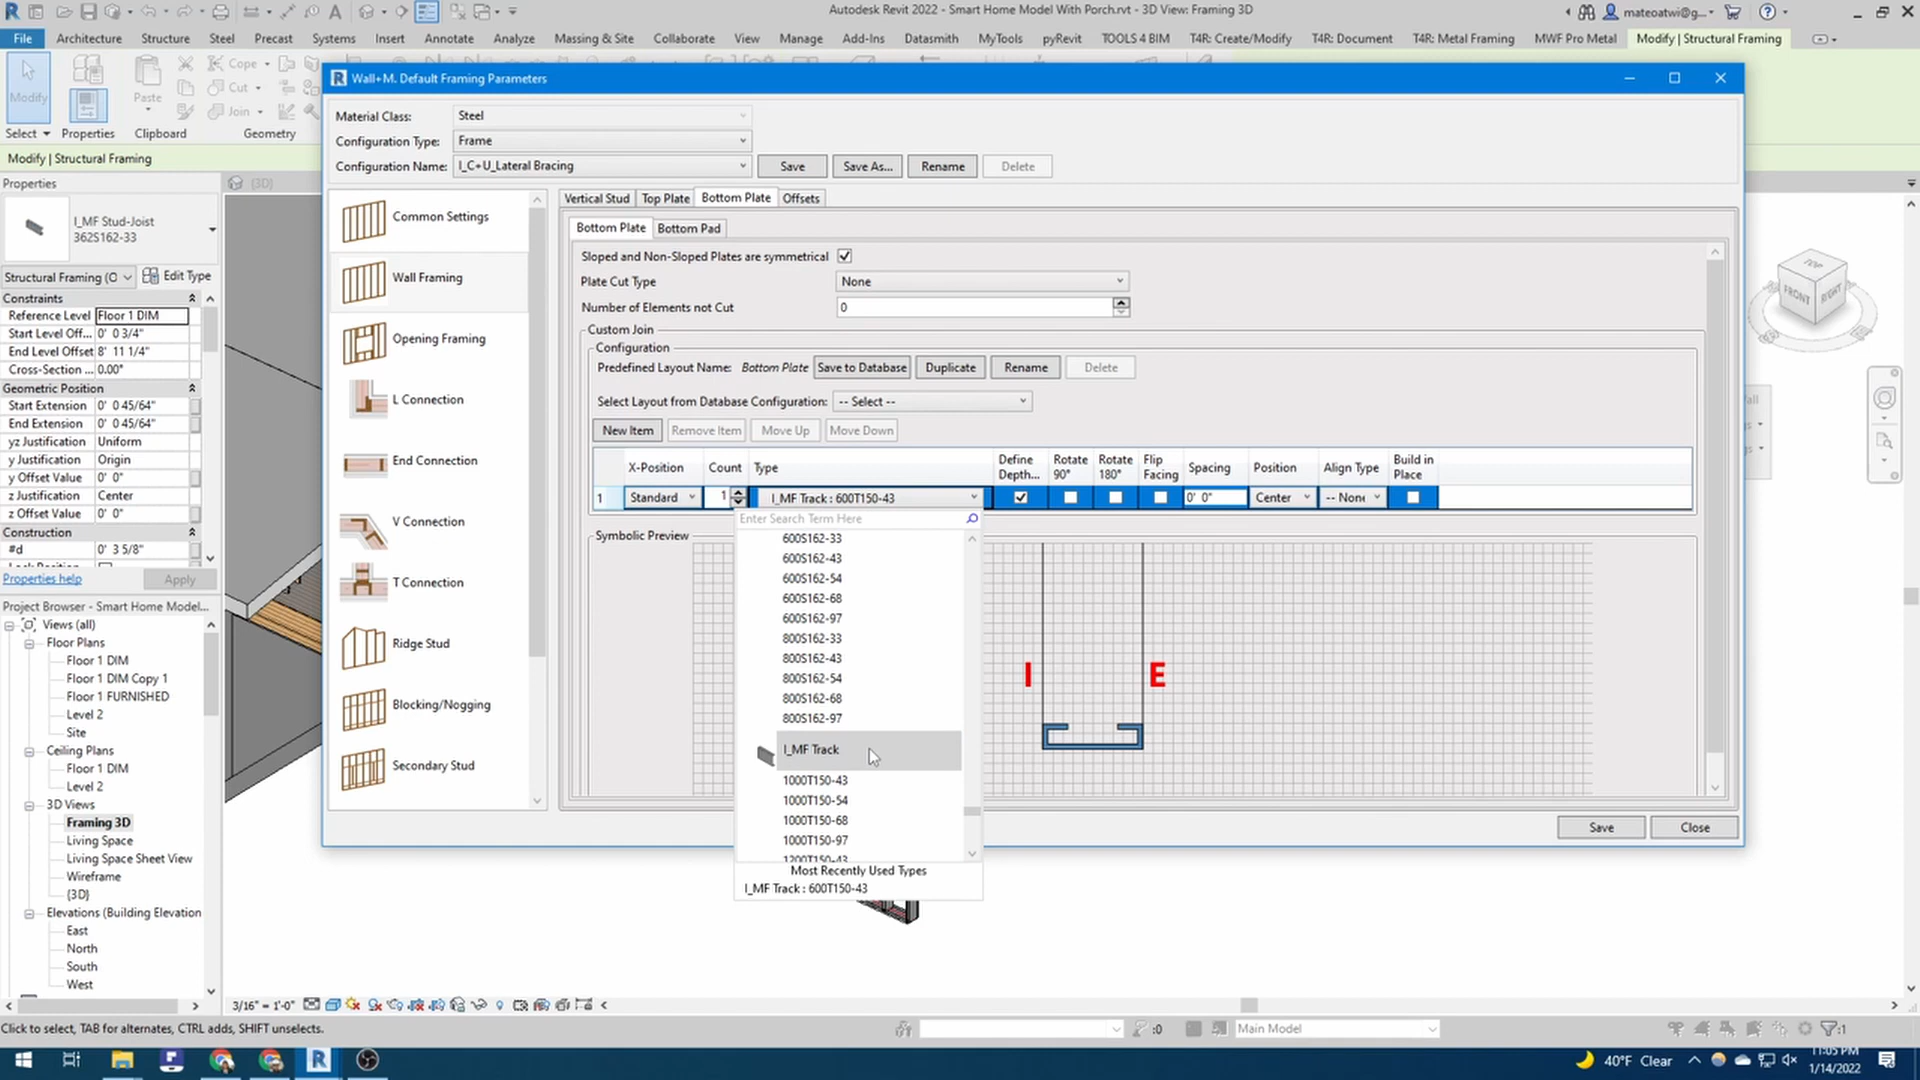 Autodesk Revit 2022 - Smart Home Model With Porch.rvt - 3D View: Framing 3D
mateoatwi@g...
File Architecture Structure Steel Precast Systems Insert Annotate Analyze Massing & Site Collaborate View Manage Add-Ins Datasmith MyTools pyRevit TOOLS 4 BIM T4R: Create/Modify T4R: Document T4R: Metal Framing MWF Pro Metal Modify | Structural Framing
Modify
Paste
Cope
Cut
Join
Select Properties Clipboard Geometry
Modify | Structural Framing
Properties
I_MF Stud-Joist
362S162-33
Structural Framing (O
Edit Type
Constraints
Reference Level Floor 1 DIM
Start Level Off... 0' 0 3/4"
End Level Offset 8' 11 1/4"
Cross-Section ... 0.00"
Geometric Position
Start Extension 0' 0 45/64"
End Extension 0' 0 45/64"
yz Justification Uniform
y Justification Origin
y Offset Value 0' 0"
z Justification Center
z Offset Value 0' 0"
Construction
#d 0' 3 5/8"
Properties help
Apply
Project Browser - Smart Home Model...
Views (all)
Floor Plans
Floor 1 DIM
Floor 1 DIM Copy 1
Floor 1 FURNISHED
Level 2
Site
Ceiling Plans
Floor 1 DIM
Level 2
3D Views
Framing 3D
Living Space
Living Space Sheet View
Wireframe
{3D}
Elevations (Building Elevation
East
North
South
West
{3D}
Wall+M. Default Framing Parameters
Material Class: Steel
Configuration Type: Frame
Configuration Name: I_C+U_Lateral Bracing
Save Save As... Rename Delete
Common Settings
Wall Framing
Opening Framing
L Connection
End Connection
V Connection
T Connection
Ridge Stud
Blocking/Nogging
Secondary Stud
Vertical Stud Top Plate Bottom Plate Offsets
Bottom Plate Bottom Pad
Sloped and Non-Sloped Plates are symmetrical
Plate Cut Type None
Number of Elements not Cut 0
Custom Join
Configuration
Predefined Layout Name: Bottom Plate Save to Database Duplicate Rename Delete
Select Layout from Database Configuration: -- Select --
New Item Remove Item Move Up Move Down
X-Position Count Type Define Depth... Rotate 90° Rotate 180° Flip Facing Spacing Position Align Type Build in Place
1 Standard 1 I_MF Track : 600T150-43 0' 0" Center -- None
Enter Search Term Here
600S162-33
600S162-43
600S162-54
600S162-68
600S162-97
800S162-33
800S162-43
800S162-54
800S162-68
800S162-97
I_MF Track
1000T150-43
1000T150-54
1000T150-68
1000T150-97
1200T150-43
Most Recently Used Types
I_MF Track : 600T150-43
Symbolic Preview
I E
Save Close
TOP
FRONT
RIGHT
3/16" = 1'-0"
Click to select, TAB for alternates, CTRL adds, SHIFT unselects.
:0
Main Model
:1
40°F Clear
11:05 PM
1/14/2022